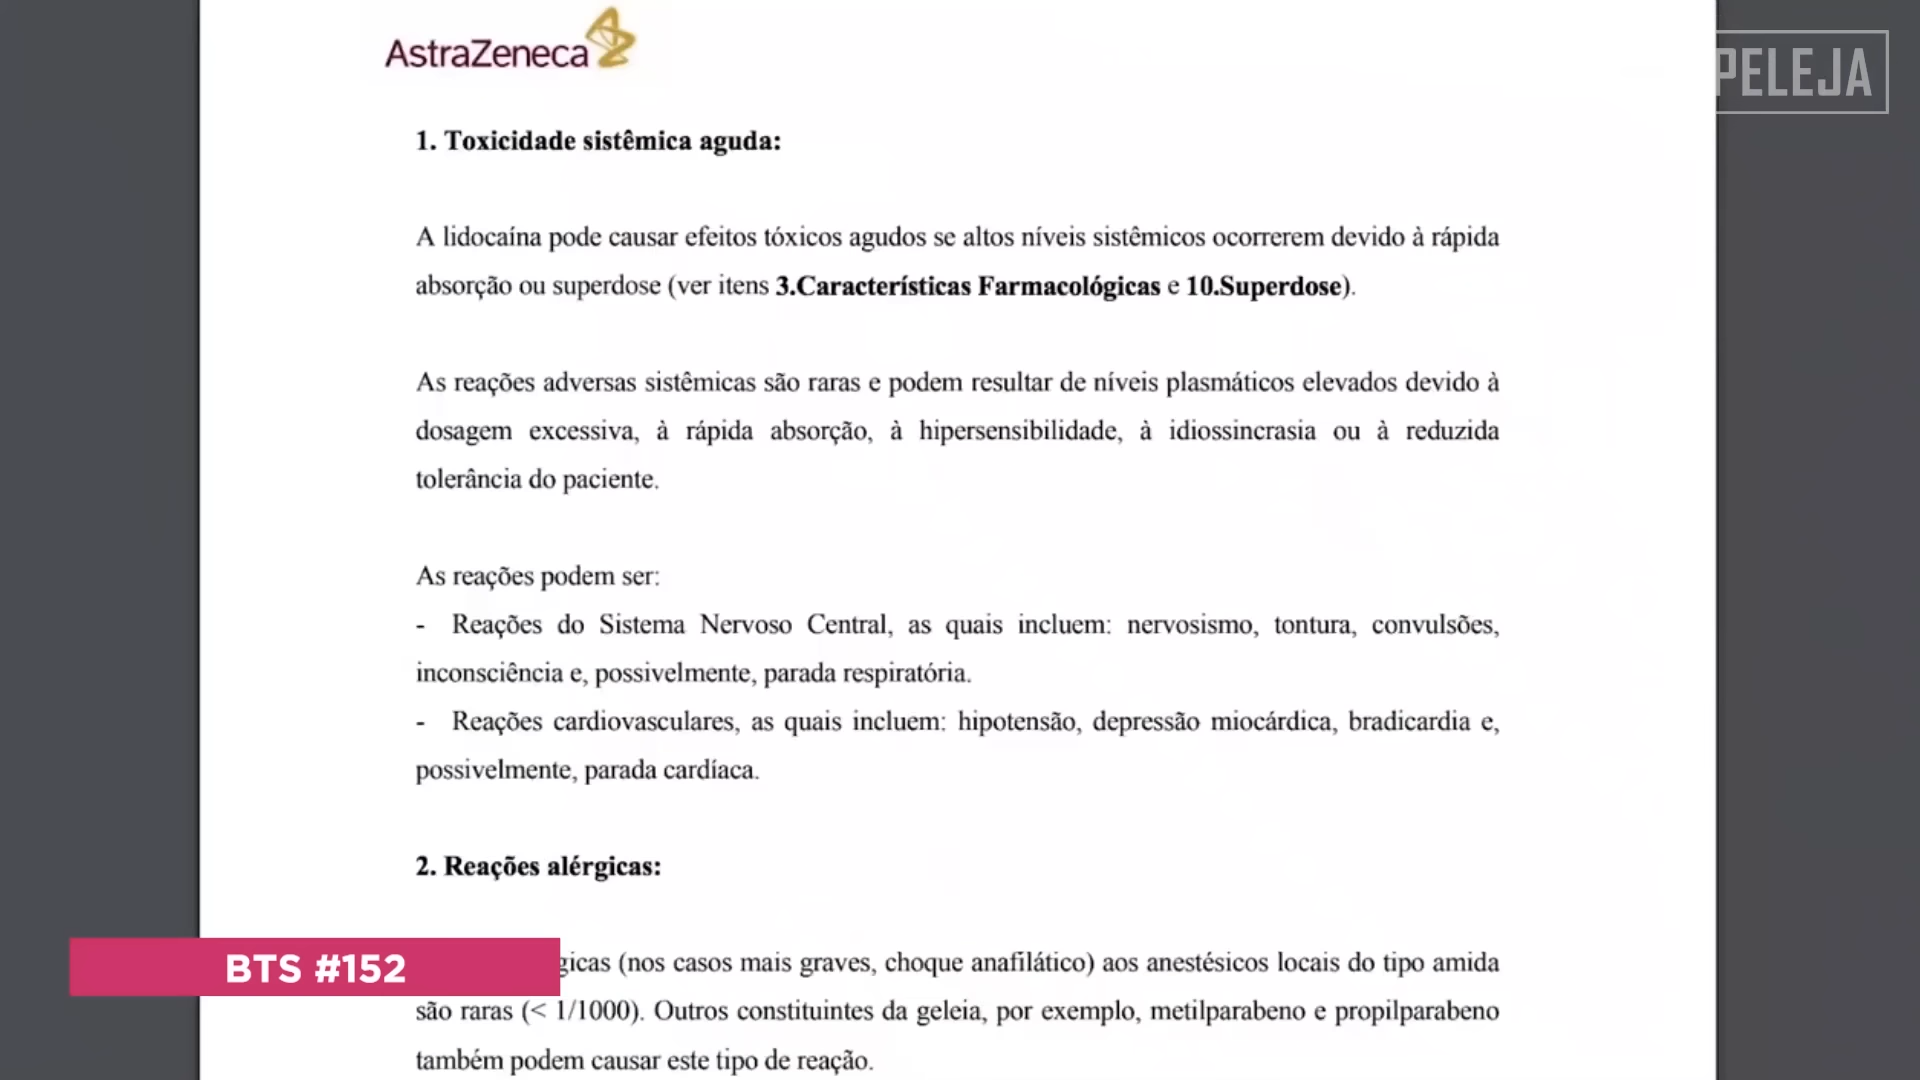 AstraZeneca
PELEJA
1. Toxicidade sistêmica aguda:
A lidocaína pode causar efeitos tóxicos agudos se altos níveis sistêmicos ocorrerem devido à rápida
absorção ou superdose (ver itens 3.Características Farmacológicas e 10.Superdose).
As reações adversas sistêmicas são raras e podem resultar de níveis plasmáticos elevados devido à
dosagem excessiva, à rápida absorção, à hipersensibilidade, à idiossincrasia ou à reduzida
tolerância do paciente.
As reações podem ser:
- Reações do Sistema Nervoso Central, as quais incluem: nervosismo, tontura, convulsões,
inconsciência e, possivelmente, parada respiratória.
- Reações cardiovasculares, as quais incluem: hipotensão, depressão miocárdica, bradicardia e,
possivelmente, parada cardíaca.
2. Reações alérgicas:
BTS #152
(nos casos mais graves, choque anafilático) aos anestésicos locais do tipo amida
são raras (< 1/1000). Outros constituintes da geleia, por exemplo, metilparabeno e propilparabeno
também podem causar este tipo de reação.